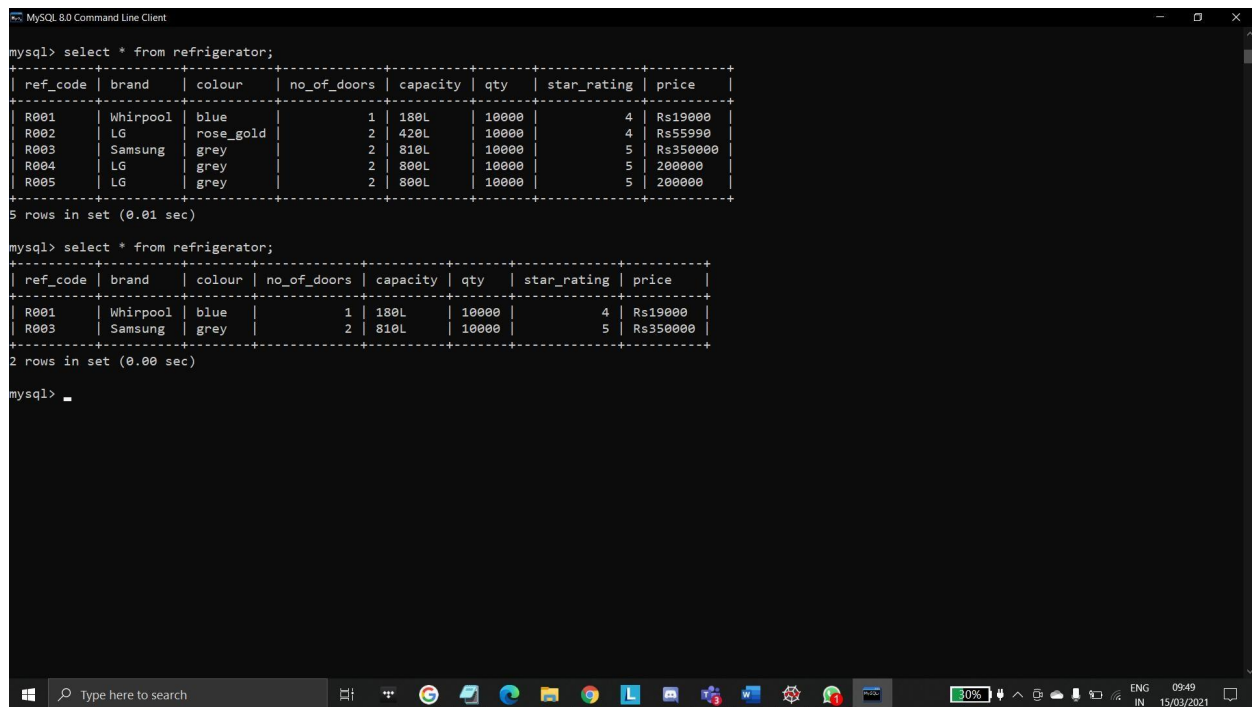 MySQL 8.0 Command Line Client
mysql> select * from refrigerator;
+----------+-----------+-----------+-------------+----------+-------+-------------+----------+
| ref_code | brand     | colour    | no_of_doors | capacity | qty   | star_rating | price    |
+----------+-----------+-----------+-------------+----------+-------+-------------+----------+
| R001     | Whirpool  | blue      |           1 | 180L     | 10000 |           4 | Rs19000  |
| R002     | LG        | rose_gold |           2 | 420L     | 10000 |           4 | Rs55990  |
| R003     | Samsung   | grey      |           2 | 810L     | 10000 |           5 | Rs350000 |
| R004     | LG        | grey      |           2 | 800L     | 10000 |           5 | 200000   |
| R005     | LG        | grey      |           2 | 800L     | 10000 |           5 | 200000   |
+----------+-----------+-----------+-------------+----------+-------+-------------+----------+
5 rows in set (0.01 sec)
mysql> select * from refrigerator;
+----------+-----------+--------+-------------+----------+-------+-------------+----------+
| ref_code | brand     | colour | no_of_doors | capacity | qty   | star_rating | price    |
+----------+-----------+--------+-------------+----------+-------+-------------+----------+
| R001     | Whirpool  | blue   |           1 | 180L     | 10000 |           4 | Rs19000  |
| R003     | Samsung   | grey   |           2 | 810L     | 10000 |           5 | Rs350000 |
+----------+-----------+--------+-------------+----------+-------+-------------+----------+
2 rows in set (0.00 sec)
mysql>
Type here to search
30%
ENG 09:49
IN 15/03/2021